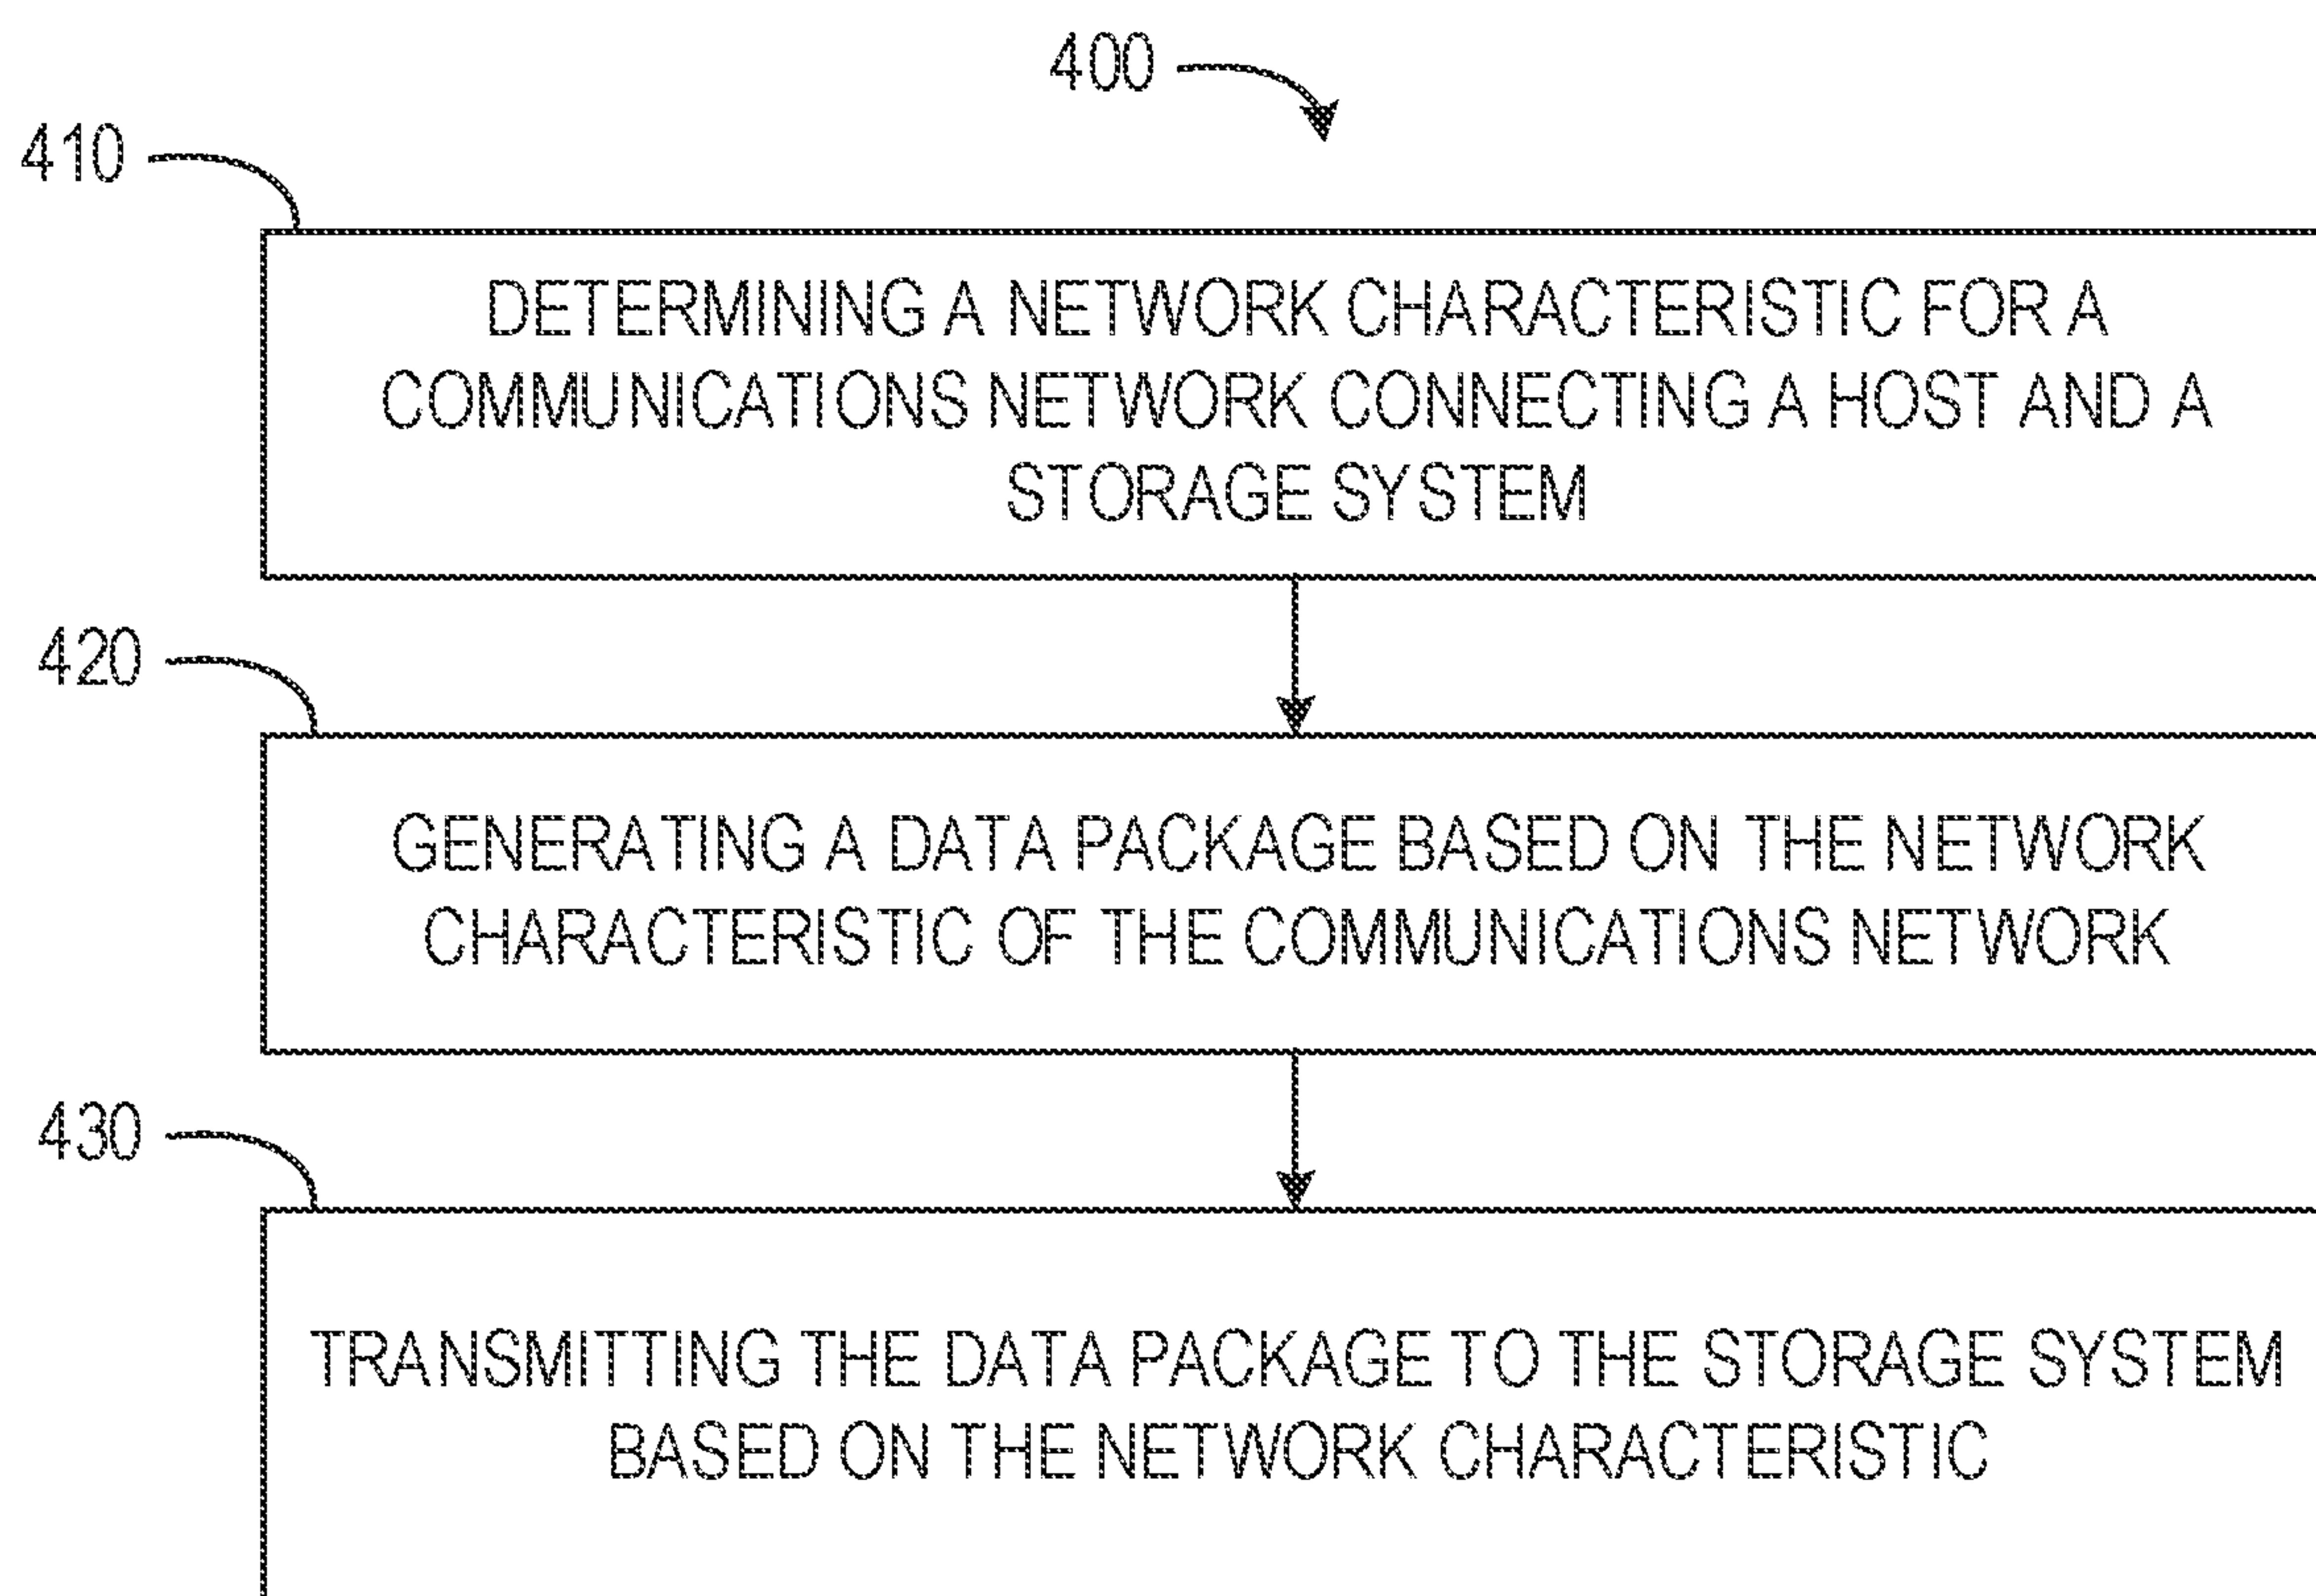 400
410
DETERMINING A NETWORK CHARACTERISTIC FOR A
COMMUNICATIONS NETWORK CONNECTING A HOST AND A
STORAGE SYSTEM
420
GENERATING A DATA PACKAGE BASED ON THE NETWORK
CHARACTERISTIC OF THE COMMUNICATIONS NETWORK
430
TRANSMITTING THE DATA PACKAGE TO THE STORAGE SYSTEM
BASED ON THE NETWORK CHARACTERISTIC